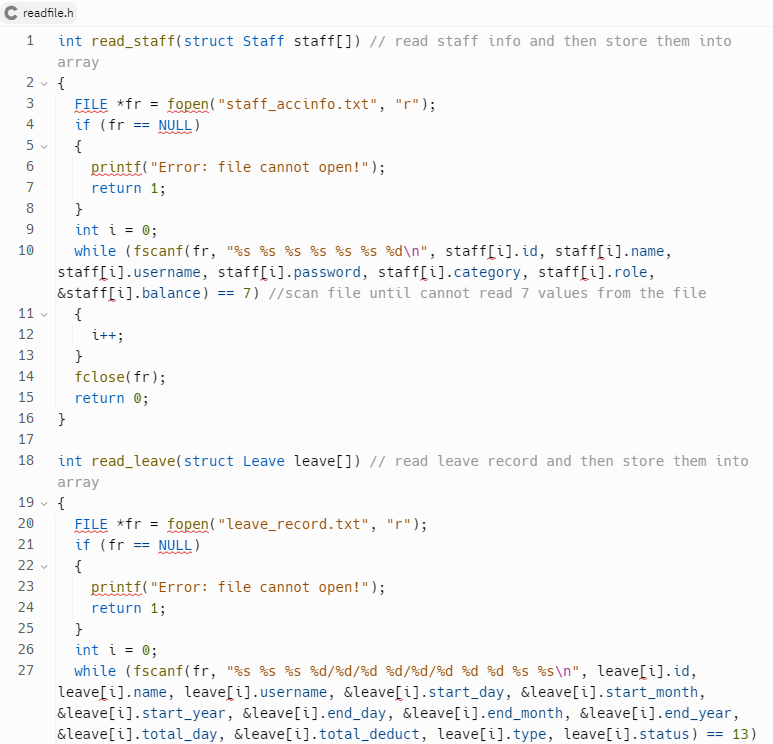 readfile.h
1 int read_staff(struct Staff staff[]) // read staff info and then store them into
array
2 {
3 FILE *fr = fopen("staff_accinfo.txt", "r");
4 if (fr == NULL)
5 {
6 printf("Error: file cannot open!");
7 return 1;
8 }
9 int i = 0;
10 while (fscanf(fr, "%s %s %s %s %s %s %d\n", staff[i].id, staff[i].name,
staff[i].username, staff[i].password, staff[i].category, staff[i].role,
&staff[i].balance) == 7) //scan file until cannot read 7 values from the file
11 {
12 i++;
13 }
14 fclose(fr);
15 return 0;
16 }
17
18 int read_leave(struct Leave leave[]) // read leave record and then store them into
array
19 {
20 FILE *fr = fopen("leave_record.txt", "r");
21 if (fr == NULL)
22 {
23 printf("Error: file cannot open!");
24 return 1;
25 }
26 int i = 0;
27 while (fscanf(fr, "%s %s %s %d/%d/%d %d/%d/%d %d %d %s %s\n", leave[i].id,
leave[i].name, leave[i].username, &leave[i].start_day, &leave[i].start_month,
&leave[i].start_year, &leave[i].end_day, &leave[i].end_month, &leave[i].end_year,
&leave[i].total_day, &leave[i].total_deduct, leave[i].type, leave[i].status) == 13)